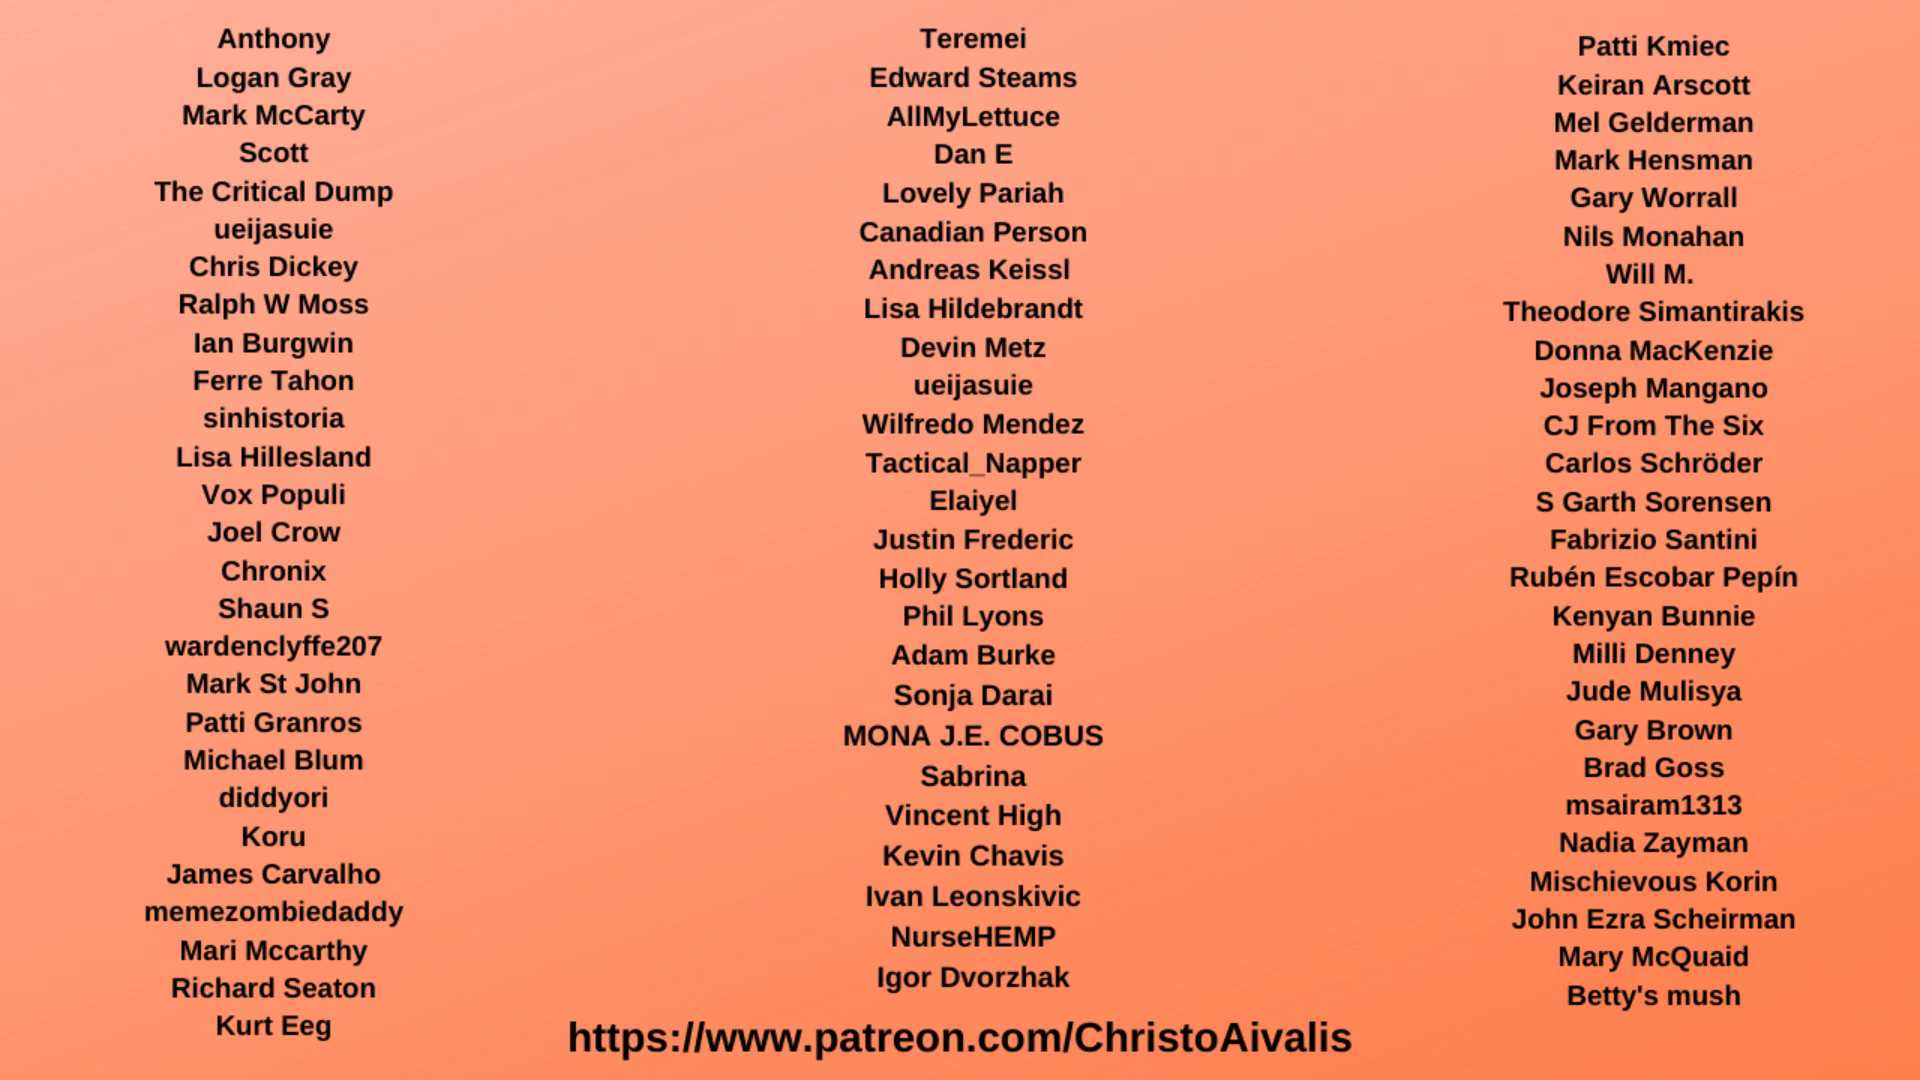 Anthony
Logan Gray
Mark McCarty
Scott
The Critical Dump
ueijasuie
Chris Dickey
Ralph W Moss
Ian Burgwin
Ferre Tahon
sinhistoria
Lisa Hillesland
Vox Populi
Joel Crow
Chronix
Shaun S
wardenclyffe207
Mark St John
Patti Granros
Michael Blum
diddyori
Koru
James Carvalho
memezombiedaddy
Mari Mccarthy
Richard Seaton
Kurt Eeg
Teremei
Edward Steams
AllMyLettuce
Dan E
Lovely Pariah
Canadian Person
Andreas Keissl
Lisa Hildebrandt
Devin Metz
ueijasuie
Wilfredo Mendez
Tactical_Napper
Elaiyel
Justin Frederic
Holly Sortland
Phil Lyons
Adam Burke
Sonja Darai
MONA J.E. COBUS
Sabrina
Vincent High
Kevin Chavis
Ivan Leonskivic
NurseHEMP
Igor Dvorzhak
Patti Kmiec
Keiran Arscott
Mel Gelderman
Mark Hensman
Gary Worrall
Nils Monahan
Will M.
Theodore Simantirakis
Donna MacKenzie
Joseph Mangano
CJ From The Six
Carlos Schröder
S Garth Sorensen
Fabrizio Santini
Rubén Escobar Pepín
Kenyan Bunnie
Milli Denney
Jude Mulisya
Gary Brown
Brad Goss
msairam1313
Nadia Zayman
Mischievous Korin
John Ezra Scheirman
Mary McQuaid
Betty's mush
https://www.patreon.com/ChristoAivalis